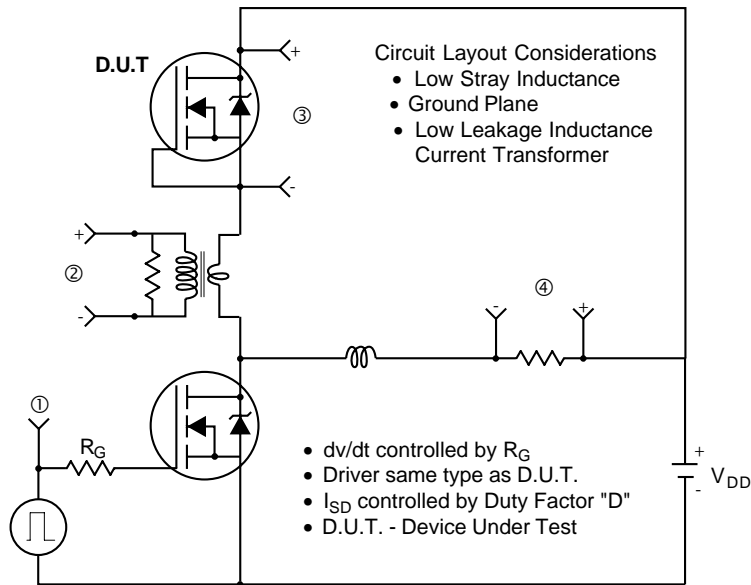 D.U.T
+
③
-
Circuit Layout Considerations
• Low Stray Inductance
• Ground Plane
• Low Leakage Inductance
Current Transformer
+
②
-
④
-
+
①
R_G
• dv/dt controlled by R_G
• Driver same type as D.U.T.
• I_SD controlled by Duty Factor "D"
• D.U.T. - Device Under Test
+
V_DD
-